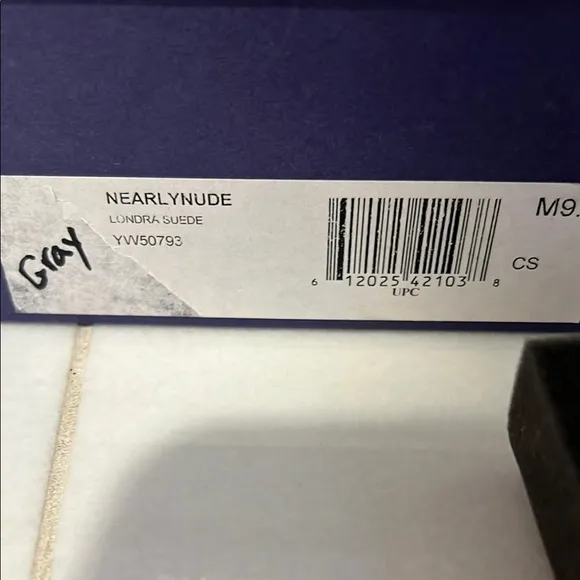 NEARLYNUDE
LONDRA SUEDE
YW50793
Gray
6 12025 42103 8
UPC
M9.
CS